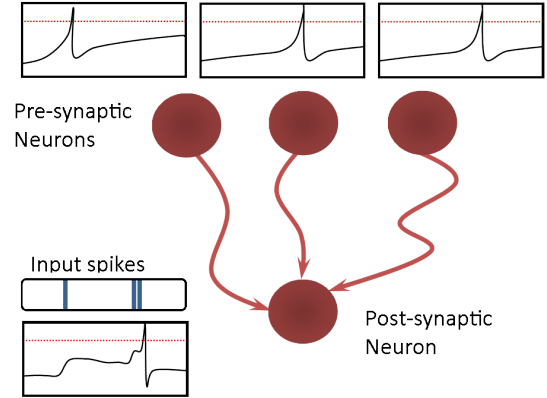 Pre-synaptic
Neurons
Input spikes
Post-synaptic
Neuron